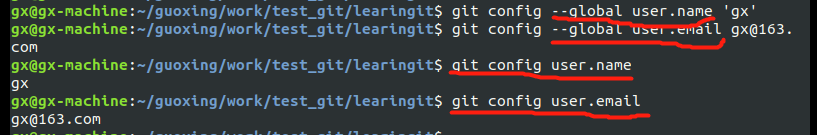 gx@gx-machine:~/guoxing/work/test_git/learingit$ git config --global user.name 'gx'
gx@gx-machine:~/guoxing/work/test_git/learingit$ git config --global user.email gx@163.
com
gx@gx-machine:~/guoxing/work/test_git/learingit$ git config user.name
gx
gx@gx-machine:~/guoxing/work/test_git/learingit$ git config user.email
gx@163.com